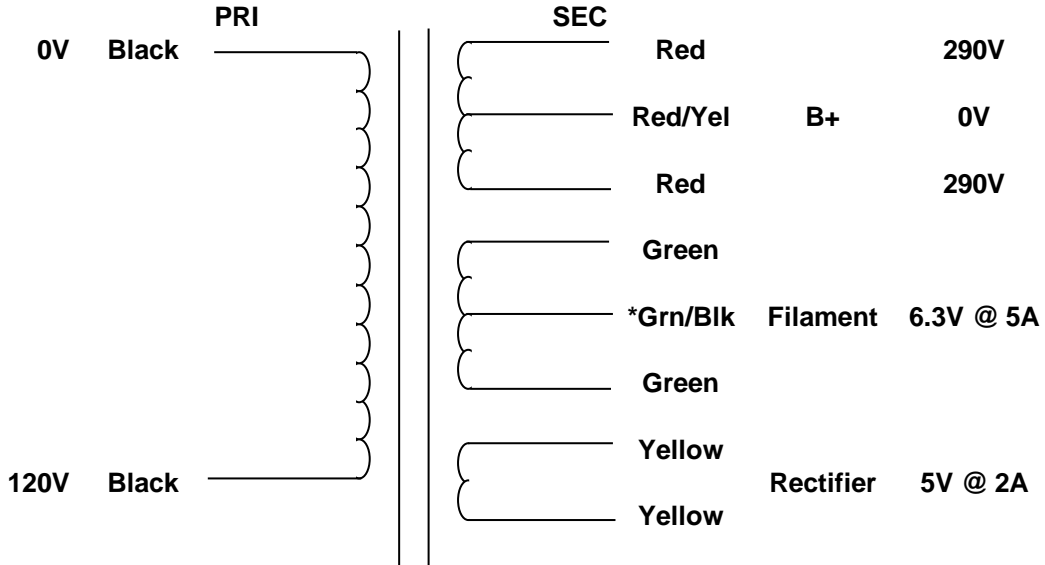 PRI SEC
0V Black Red 290V
Red/Yel B+ 0V
Red 290V
Green
*Grn/Blk Filament 6.3V @ 5A
Green
Yellow
120V Black Rectifier 5V @ 2A
Yellow